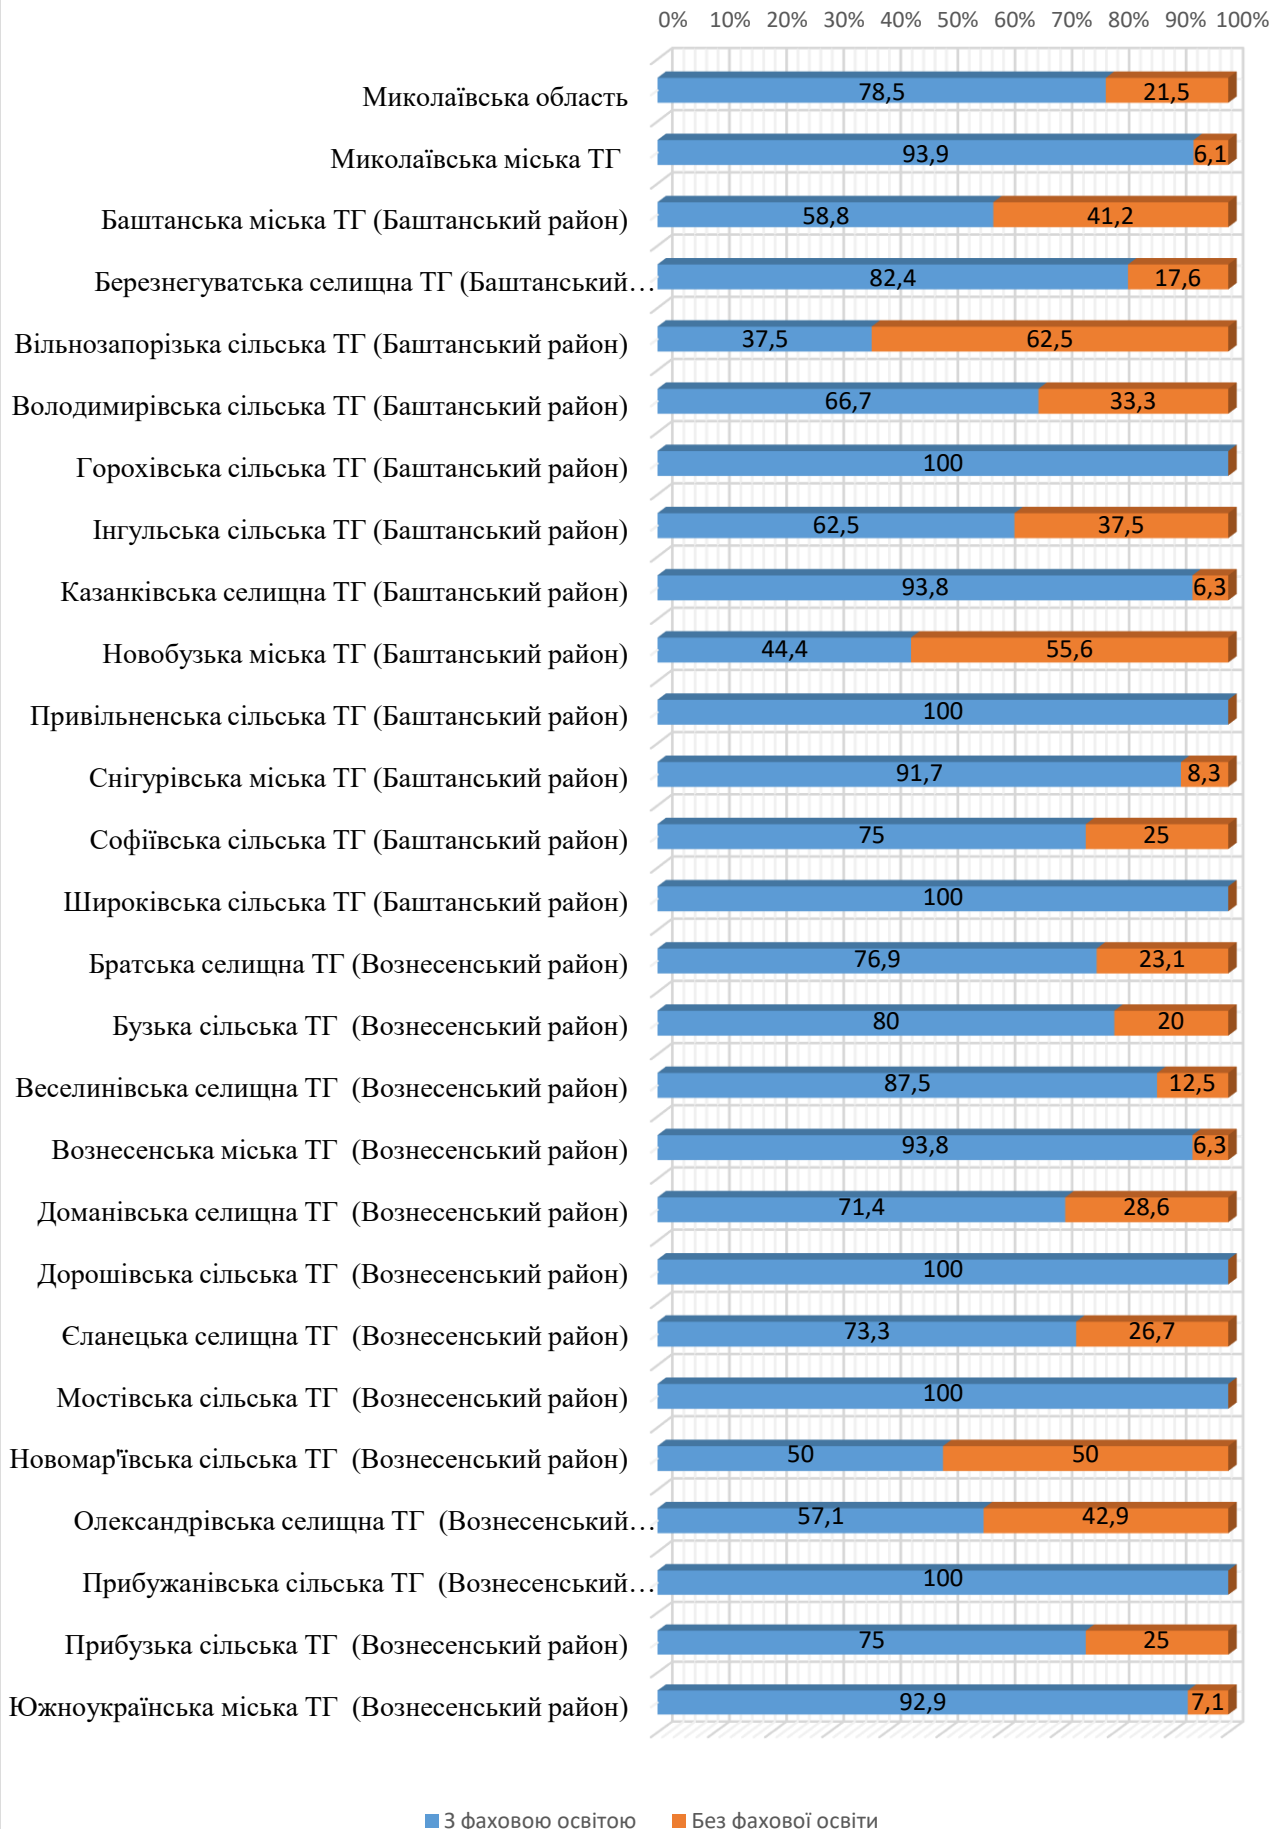 0% 10% 20% 30% 40% 50% 60% 70% 80% 90% 100%
Миколаївська область 78,5 21,5
Миколаївська міська ТГ 93,9 6,1
Баштанська міська ТГ (Баштанський район) 58,8 41,2
Березнегуватська селищна ТГ (Баштанський… 82,4 17,6
Вільнозапорізька сільська ТГ (Баштанський район) 37,5 62,5
Володимирівська сільська ТГ (Баштанський район) 66,7 33,3
Горохівська сільська ТГ (Баштанський район) 100
Інгульська сільська ТГ (Баштанський район) 62,5 37,5
Казанківська селищна ТГ (Баштанський район) 93,8 6,3
Новобузька міська ТГ (Баштанський район) 44,4 55,6
Привільненська сільська ТГ (Баштанський район) 100
Снігурівська міська ТГ (Баштанський район) 91,7 8,3
Софіївська сільська ТГ (Баштанський район) 75 25
Широківська сільська ТГ (Баштанський район) 100
Братська селищна ТГ (Вознесенський район) 76,9 23,1
Бузька сільська ТГ (Вознесенський район) 80 20
Веселинівська селищна ТГ (Вознесенський район) 87,5 12,5
Вознесенська міська ТГ (Вознесенський район) 93,8 6,3
Доманівська селищна ТГ (Вознесенський район) 71,4 28,6
Дорошівська сільська ТГ (Вознесенський район) 100
Єланецька селищна ТГ (Вознесенський район) 73,3 26,7
Мостівська сільська ТГ (Вознесенський район) 100
Новомар'ївська сільська ТГ (Вознесенський район) 50 50
Олександрівська селищна ТГ (Вознесенський… 57,1 42,9
Прибужанівська сільська ТГ (Вознесенський… 100
Прибузька сільська ТГ (Вознесенський район) 75 25
Южноукраїнська міська ТГ (Вознесенський район) 92,9 7,1
З фаховою освітою Без фахової освіти